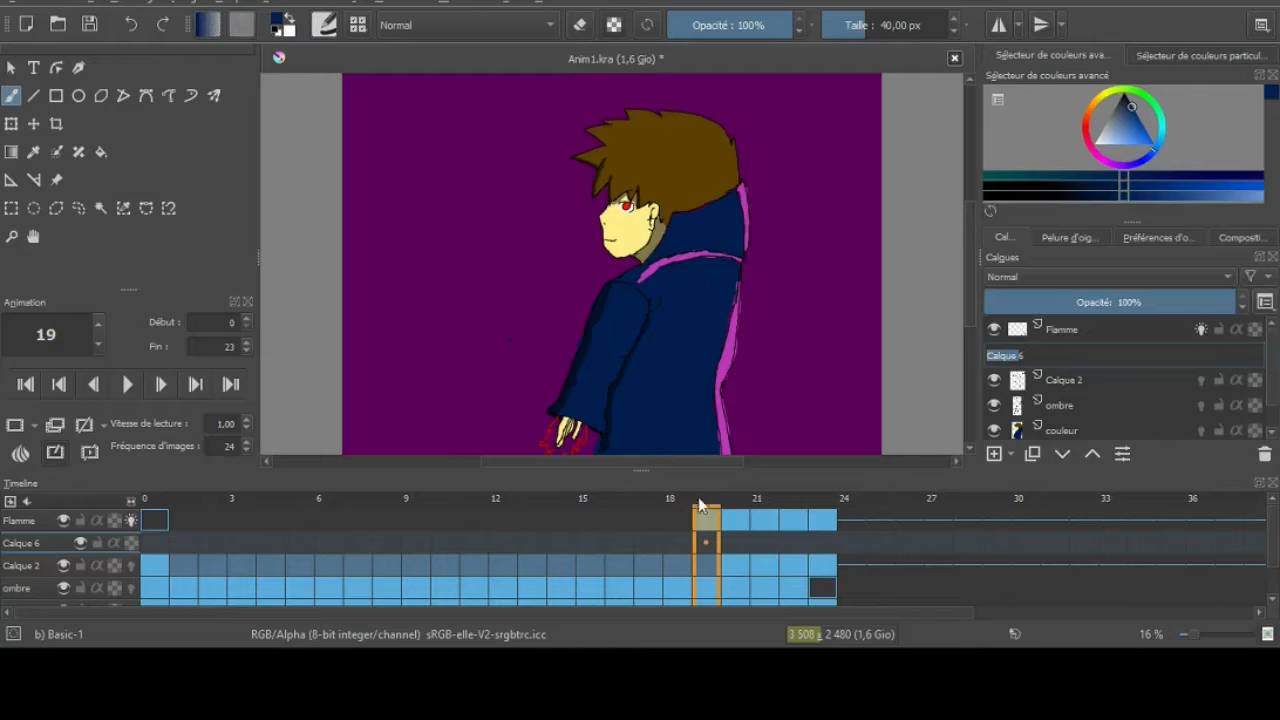 Normal
Opacité : 100%
Taille : 40,00 px
Anim1.kra (1,6 Gio) *
Sélecteur de couleurs ava...
Sélecteur de couleurs particul...
Sélecteur de couleurs avancé
Animation
19
Début :
0
Fin :
23
Vitesse de lecture :
1,00
Fréquence d'images :
24
Cal...
Pelure d'oig...
Préférences d'o...
Compositi...
Calques
Normal
Opacité: 100%
Flamme
Calque 6
Calque 2
ombre
couleur
Timeline
0 3 6 9 12 15 18 21 24 27 30 33 36
Flamme
Calque 6
Calque 2
ombre
b) Basic-1
RGB/Alpha (8-bit integer/channel) sRGB-elle-V2-srgbtrc.icc
3 508 x 2 480 (1,6 Gio)
16 %